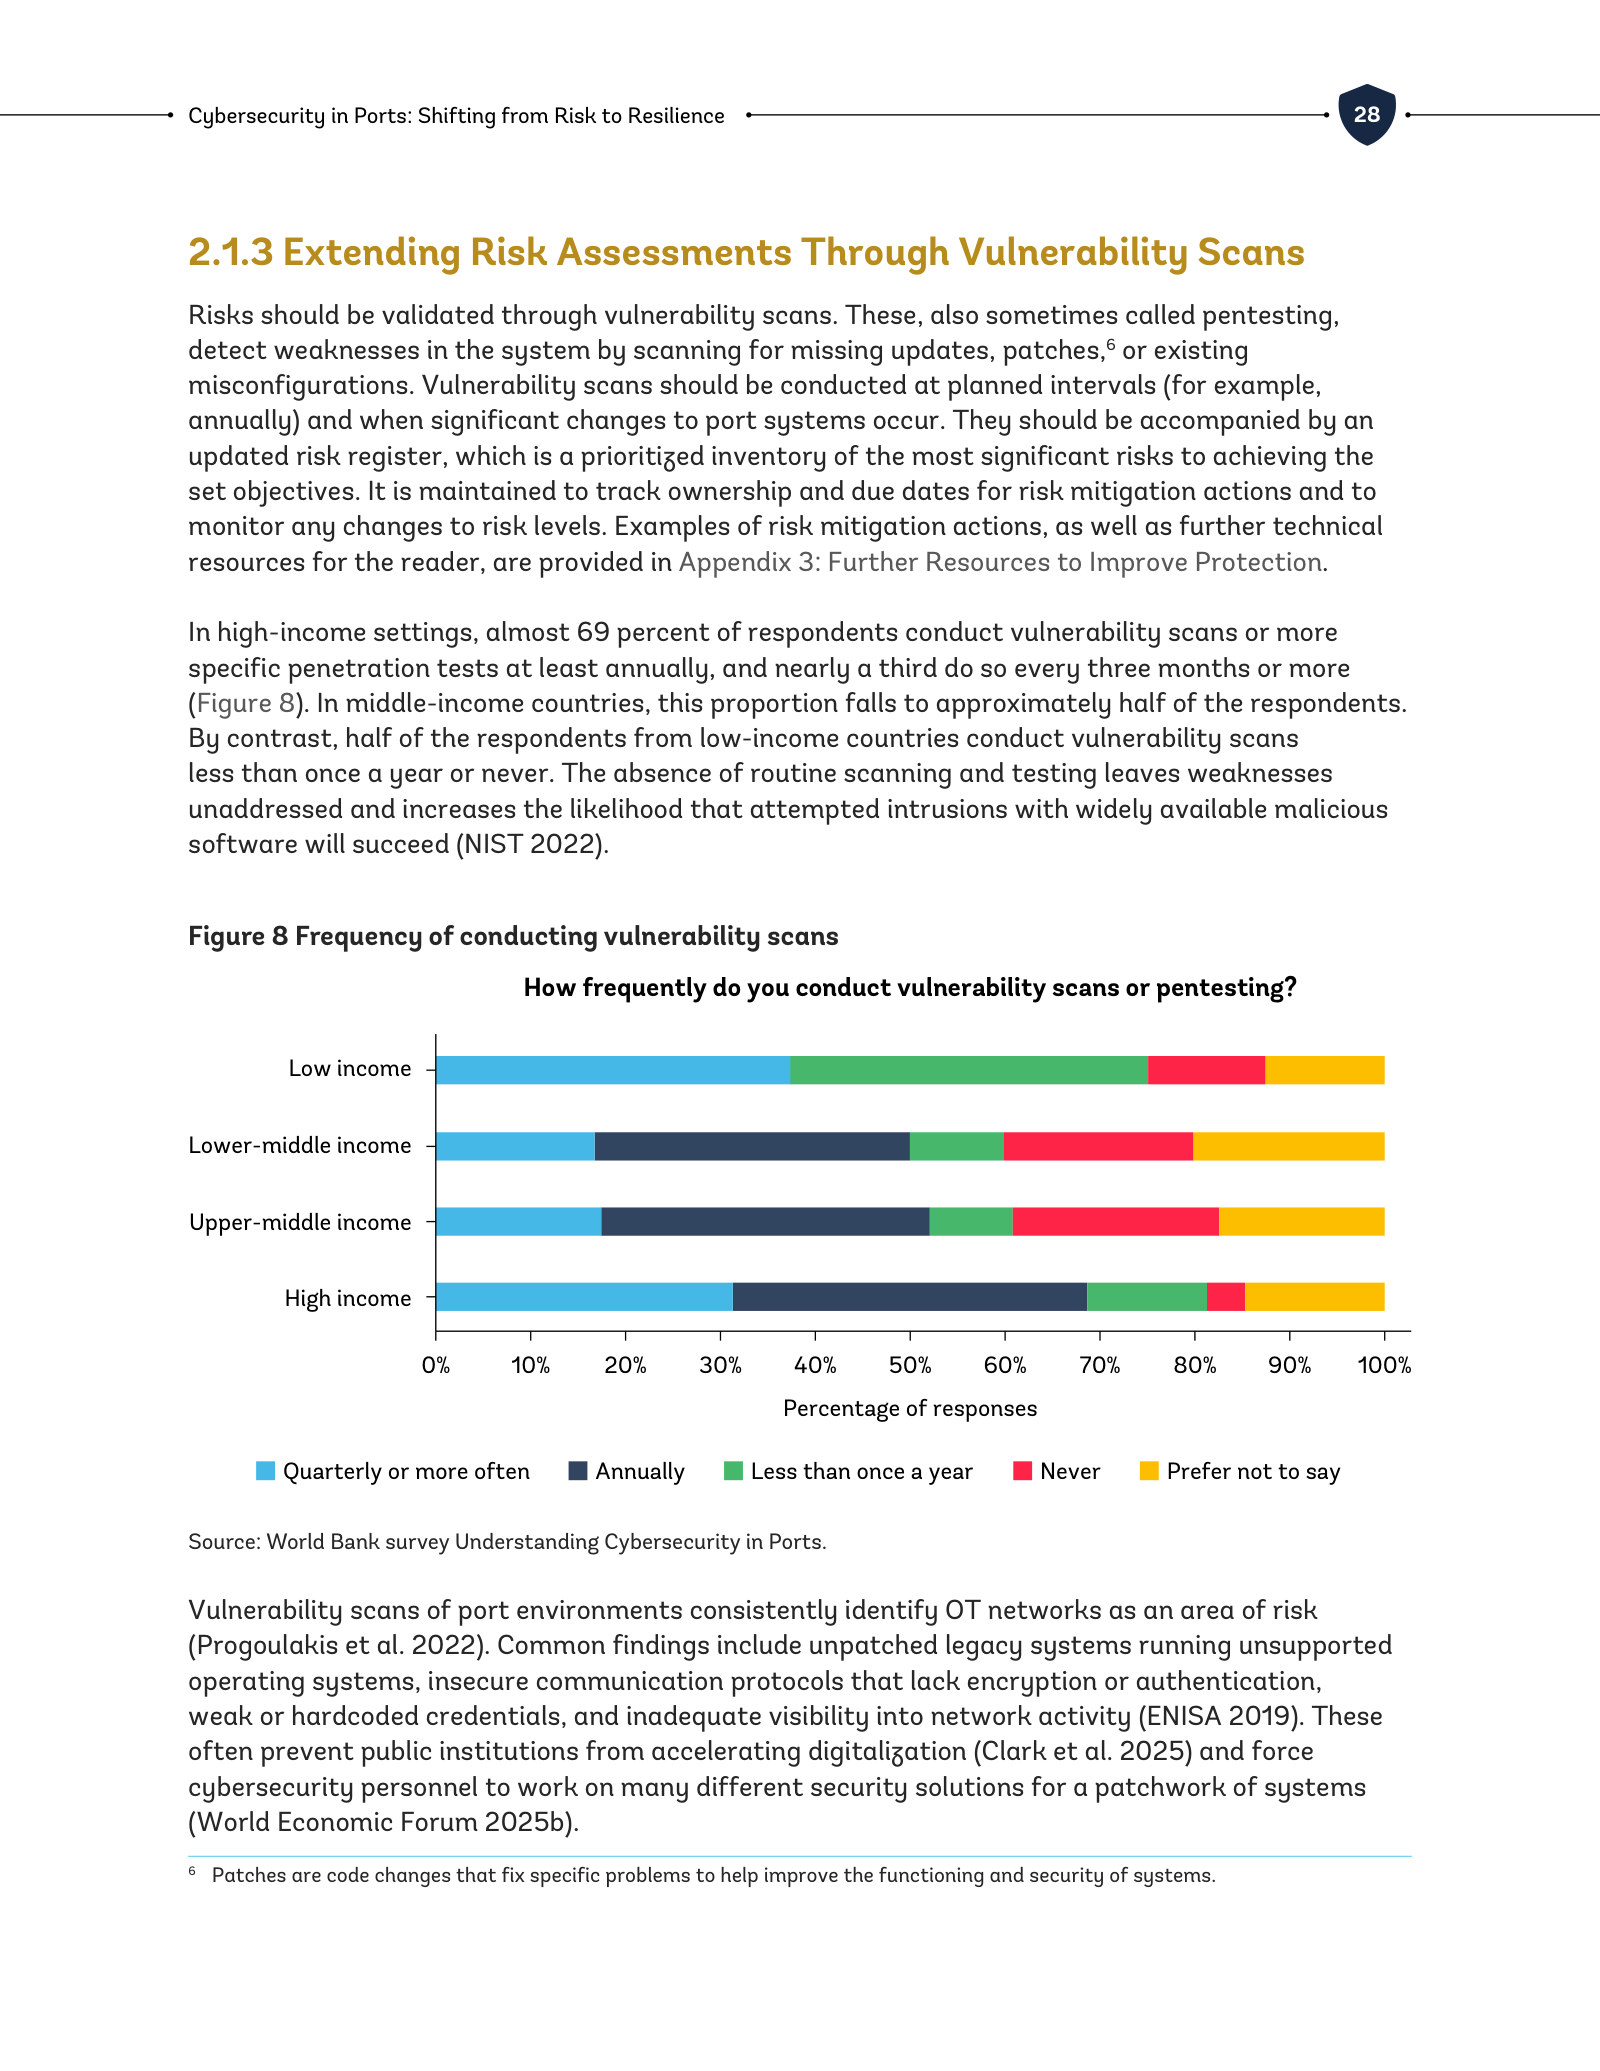 Cybersecurity in Ports: Shifting from Risk to Resilience
28
2.1.3 Extending Risk Assessments Through Vulnerability Scans
Risks should be validated through vulnerability scans. These, also sometimes called pentesting,
detect weaknesses in the system by scanning for missing updates, patches,⁶ or existing
misconfigurations. Vulnerability scans should be conducted at planned intervals (for example,
annually) and when significant changes to port systems occur. They should be accompanied by an
updated risk register, which is a prioritized inventory of the most significant risks to achieving the
set objectives. It is maintained to track ownership and due dates for risk mitigation actions and to
monitor any changes to risk levels. Examples of risk mitigation actions, as well as further technical
resources for the reader, are provided in Appendix 3: Further Resources to Improve Protection.
In high-income settings, almost 69 percent of respondents conduct vulnerability scans or more
specific penetration tests at least annually, and nearly a third do so every three months or more
(Figure 8). In middle-income countries, this proportion falls to approximately half of the respondents.
By contrast, half of the respondents from low-income countries conduct vulnerability scans
less than once a year or never. The absence of routine scanning and testing leaves weaknesses
unaddressed and increases the likelihood that attempted intrusions with widely available malicious
software will succeed (NIST 2022).
Figure 8 Frequency of conducting vulnerability scans
How frequently do you conduct vulnerability scans or pentesting?
Low income
Lower-middle income
Upper-middle income
High income
0% 10% 20% 30% 40% 50% 60% 70% 80% 90% 100%
Percentage of responses
Quarterly or more often Annually Less than once a year Never Prefer not to say
Source: World Bank survey Understanding Cybersecurity in Ports.
Vulnerability scans of port environments consistently identify OT networks as an area of risk
(Progoulakis et al. 2022). Common findings include unpatched legacy systems running unsupported
operating systems, insecure communication protocols that lack encryption or authentication,
weak or hardcoded credentials, and inadequate visibility into network activity (ENISA 2019). These
often prevent public institutions from accelerating digitalization (Clark et al. 2025) and force
cybersecurity personnel to work on many different security solutions for a patchwork of systems
(World Economic Forum 2025b).
⁶ Patches are code changes that fix specific problems to help improve the functioning and security of systems.